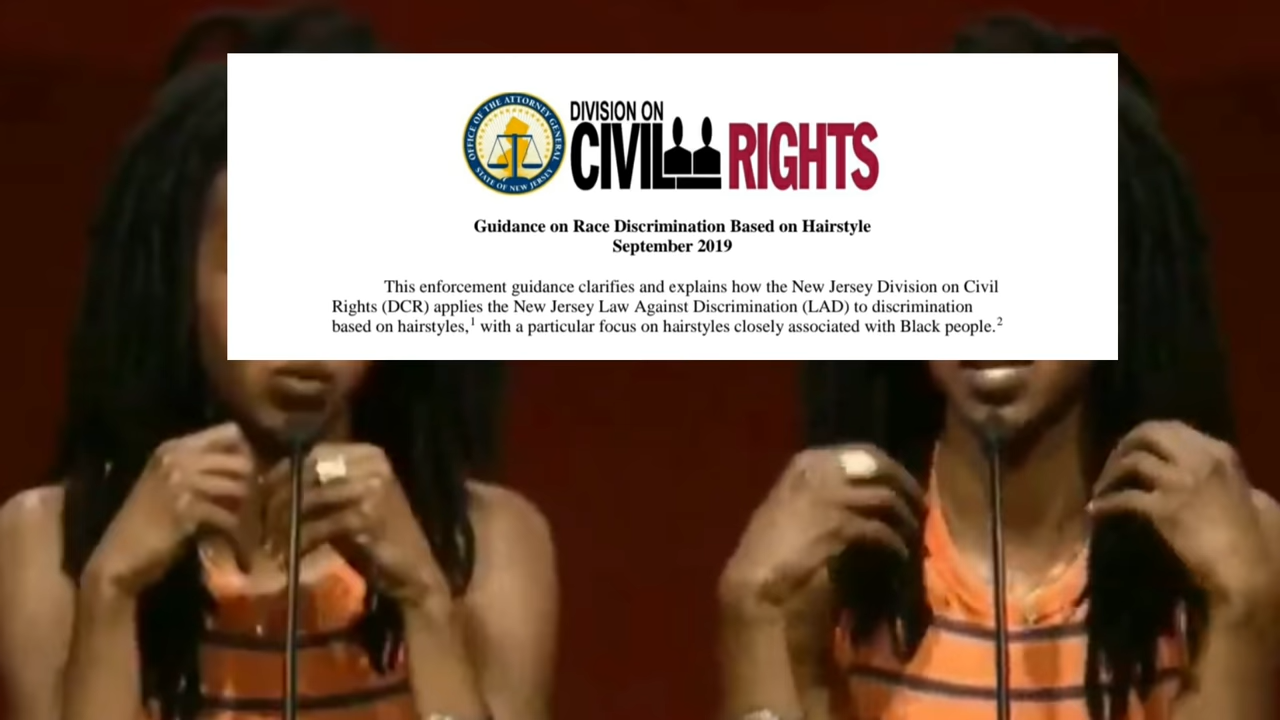 OFFICE OF THE ATTORNEY GENERAL
STATE OF NEW JERSEY
DIVISION ON
CIVIL RIGHTS
Guidance on Race Discrimination Based on Hairstyle
September 2019
This enforcement guidance clarifies and explains how the New Jersey Division on Civil
Rights (DCR) applies the New Jersey Law Against Discrimination (LAD) to discrimination
based on hairstyles,¹ with a particular focus on hairstyles closely associated with Black people.²